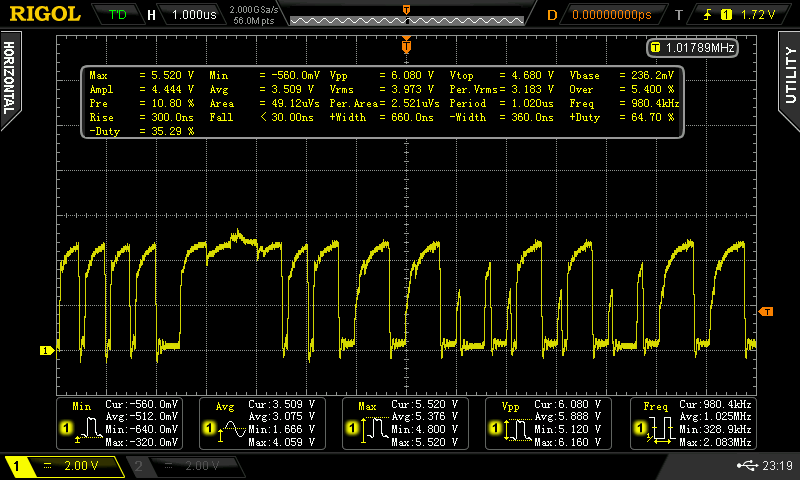 RIGOL T'D H 1.000us 2.000GSa/s 56.0M pts D 0.00000000ps T 1 1.72 V
T
HORIZONTAL
UTILITY
T 1.01789MHz
Max = 5.520 V Min = -560.0mV Vpp = 6.080 V Vtop = 4.680 V Vbase = 236.2mV
Ampl = 4.444 V Avg = 3.509 V Vrms = 3.973 V Per.Vrms= 3.183 V Over = 5.400 %
Pre = 10.80 % Area = 49.12uVs Per.Area= 2.521uVs Period = 1.020us Freq = 980.4kHz
Rise = 300.0ns Fall < 30.00ns +Width = 660.0ns -Width = 360.0ns +Duty = 64.70 %
-Duty = 35.29 %
T
T
1
Min Cur:-560.0mV
Avg:-512.0mV
1 Min:-640.0mV
Max:-320.0mV
Avg Cur:3.509 V
Avg:3.075 V
1 Min:1.666 V
Max:4.059 V
Max Cur:5.520 V
Avg:5.376 V
1 Min:4.800 V
Max:5.520 V
Vpp Cur:6.080 V
Avg:5.888 V
1 Min:5.120 V
Max:6.160 V
Freq Cur:980.4kHz
Avg:1.025MHz
1 Min:328.9kHz
Max:2.083MHz
1 2.00 V 2 2.00 V 23:19